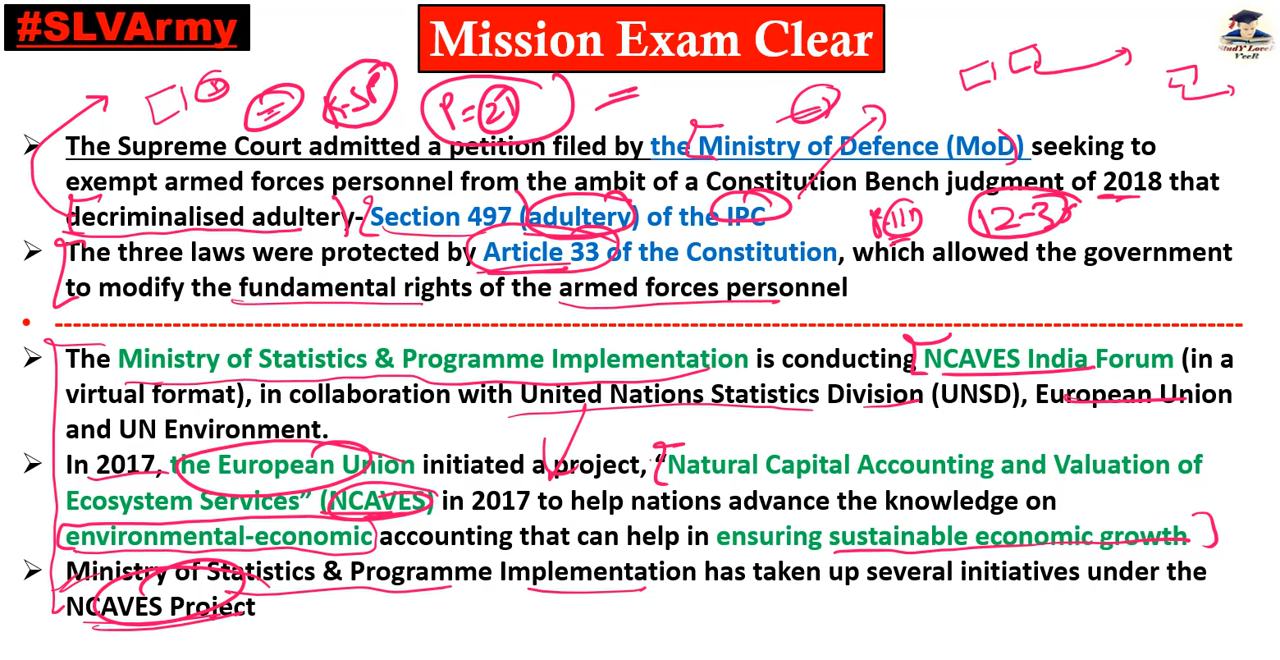 #SLVArmy
Mission Exam Clear
StudY LoveR
VeeR
P=21
The Supreme Court admitted a petition filed by the Ministry of Defence (MoD) seeking to
exempt armed forces personnel from the ambit of a Constitution Bench judgment of 2018 that
decriminalised adultery- Section 497 (adultery) of the IPC
12-35
The three laws were protected by Article 33 of the Constitution, which allowed the government
to modify the fundamental rights of the armed forces personnel
The Ministry of Statistics & Programme Implementation is conducting NCAVES India Forum (in a
virtual format), in collaboration with United Nations Statistics Division (UNSD), European Union
and UN Environment.
In 2017, the European Union initiated a project, “Natural Capital Accounting and Valuation of
Ecosystem Services” (NCAVES) in 2017 to help nations advance the knowledge on
environmental-economic accounting that can help in ensuring sustainable economic growth
Ministry of Statistics & Programme Implementation has taken up several initiatives under the
NCAVES Project